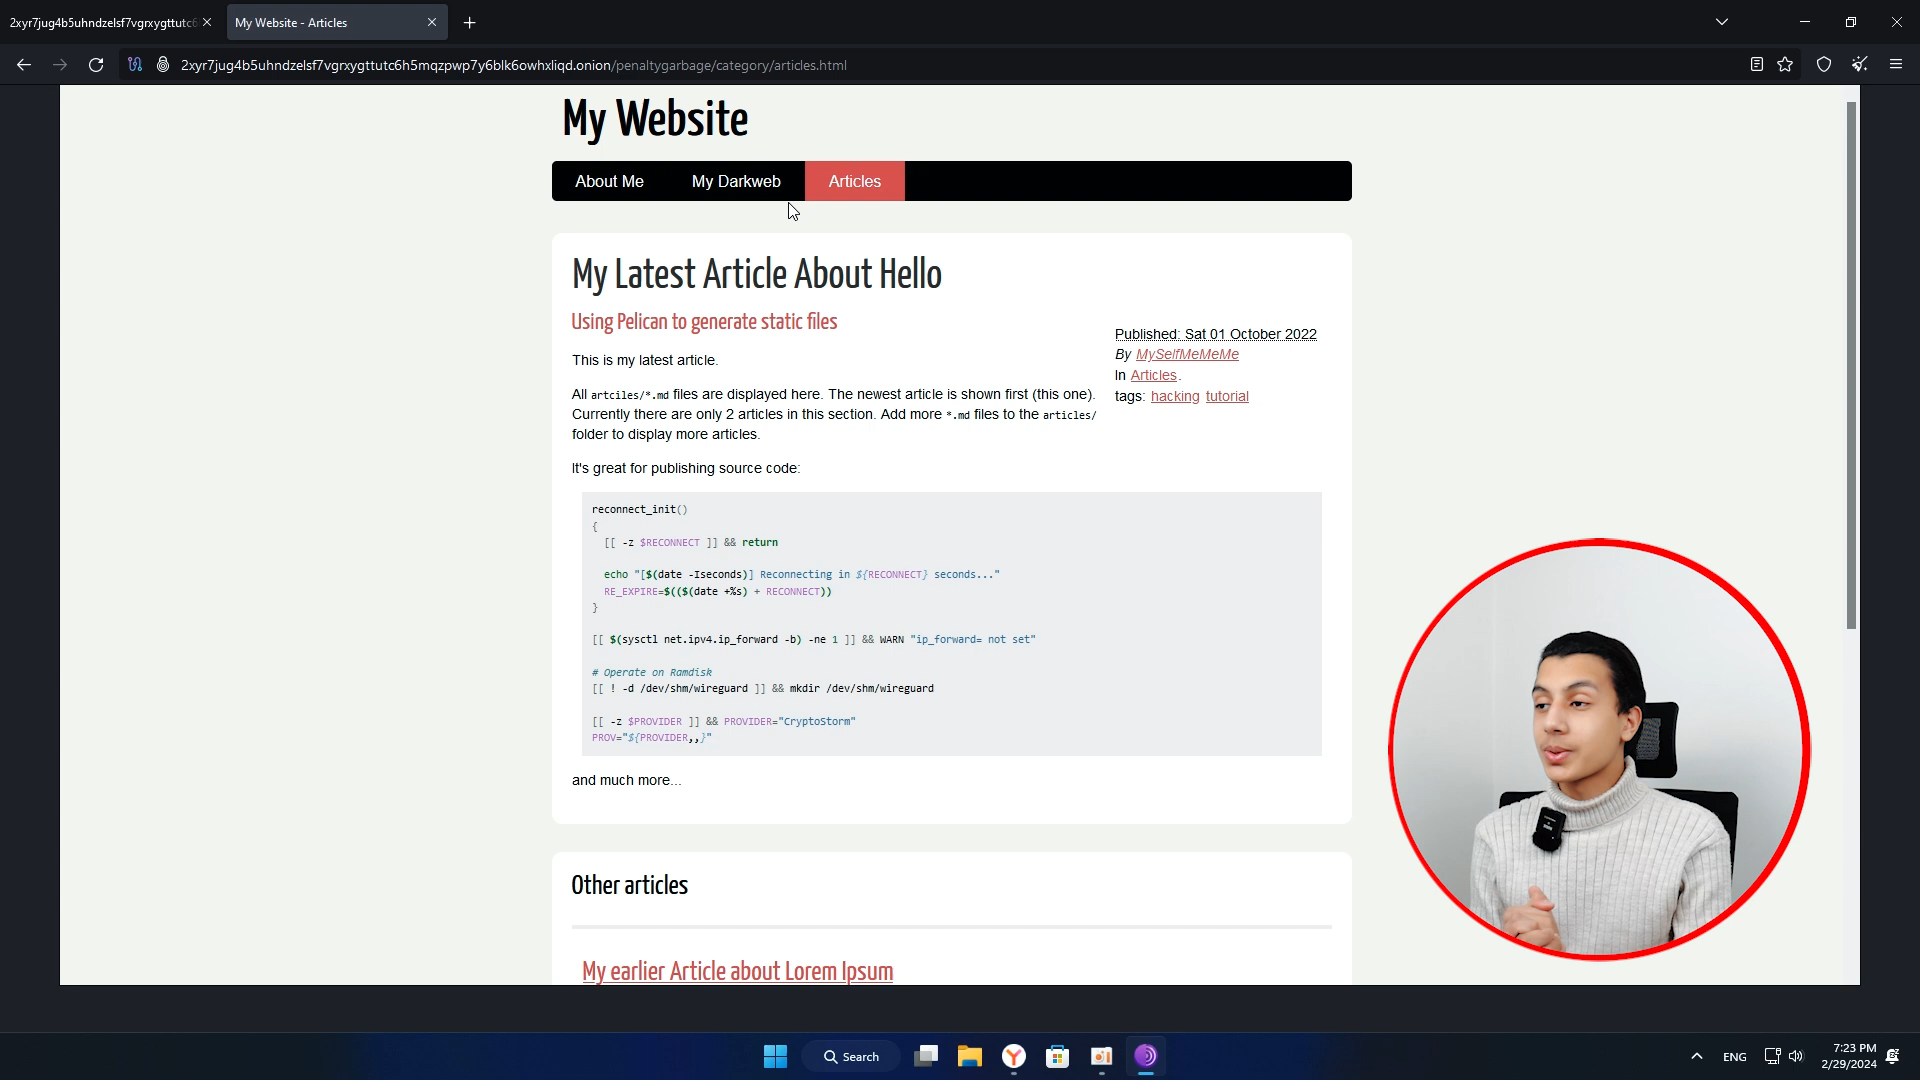 2xyr7jug4b5uhndzelsf7vgrxygttutc6
My Website - Articles
2xyr7jug4b5uhndzelsf7vgrxygttutc6h5mqzpwp7y6blk6owhxliqd.onion/penaltygarbage/category/articles.html
My Website
About Me My Darkweb Articles
My Latest Article About Hello
Using Pelican to generate static files
Published: Sat 01 October 2022
By MySelfMeMeMe
In Articles.
tags: hacking tutorial
This is my latest article.
All artciles/*.md files are displayed here. The newest article is shown first (this one).
Currently there are only 2 articles in this section. Add more *.md files to the articles/
folder to display more articles.
It's great for publishing source code:
reconnect_init()
{
[[ -z $RECONNECT ]] && return
echo "[$(date -Iseconds)] Reconnecting in ${RECONNECT} seconds..."
RE_EXPIRE=$(($(date +%s) + RECONNECT))
}
[[ $(sysctl net.ipv4.ip_forward -b) -ne 1 ]] && WARN "ip_forward= not set"
# Operate on Ramdisk
[[ ! -d /dev/shm/wireguard ]] && mkdir /dev/shm/wireguard
[[ -z $PROVIDER ]] && PROVIDER="CryptoStorm"
PROV="${PROVIDER,,}"
and much more...
Other articles
My earlier Article about Lorem Ipsum
Search
ENG
7:23 PM
2/29/2024